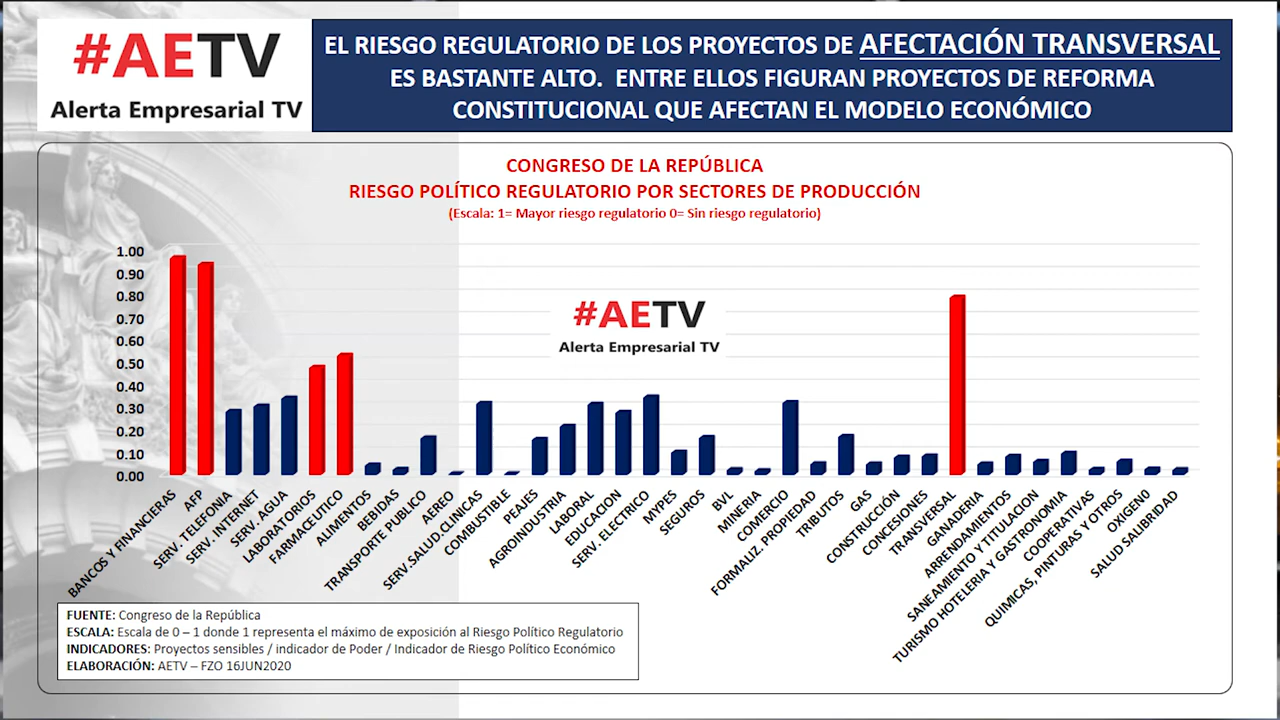 #AETV
Alerta Empresarial TV
EL RIESGO REGULATORIO DE LOS PROYECTOS DE AFECTACIÓN TRANSVERSAL
ES BASTANTE ALTO. ENTRE ELLOS FIGURAN PROYECTOS DE REFORMA
CONSTITUCIONAL QUE AFECTAN EL MODELO ECONÓMICO
CONGRESO DE LA REPÚBLICA
RIESGO POLÍTICO REGULATORIO POR SECTORES DE PRODUCCIÓN
(Escala: 1= Mayor riesgo regulatorio 0= Sin riesgo regulatorio)
1.00
0.90
0.80
0.70
0.60
0.50
0.40
0.30
0.20
0.10
0.00
#AETV
Alerta Empresarial TV
BANCOS Y FINANCIERAS
AFP
SERV. TELEFONIA
SERV. INTERNET
SERV. AGUA
LABORATORIOS
FARMACEUTICO
ALIMENTOS
BEBIDAS
TRANSPORTE PUBLICO
AEREO
SERV.SALUD.CLINICAS
COMBUSTIBLE
PEAJES
AGROINDUSTRIA
LABORAL
EDUCACION
SERV. ELECTRICO
MYPES
SEGUROS
BVL
MINERIA
COMERCIO
FORMALIZ. PROPIEDAD
TRIBUTOS
GAS
CONSTRUCCIÓN
CONCESIONES
TRANSVERSAL
GANADERIA
ARRENDAMIENTOS
SANEAMIENTO Y TITULACION
TURISMO HOTELERIA Y GASTRONOMIA
COOPERATIVAS
QUIMICAS, PINTURAS Y OTROS
OXIGENO
SALUD SALUBRIDAD
FUENTE: Congreso de la República
ESCALA: Escala de 0 – 1 donde 1 representa el máximo de exposición al Riesgo Político Regulatorio
INDICADORES: Proyectos sensibles / indicador de Poder / Indicador de Riesgo Político Económico
ELABORACIÓN: AETV – FZO 16JUN2020